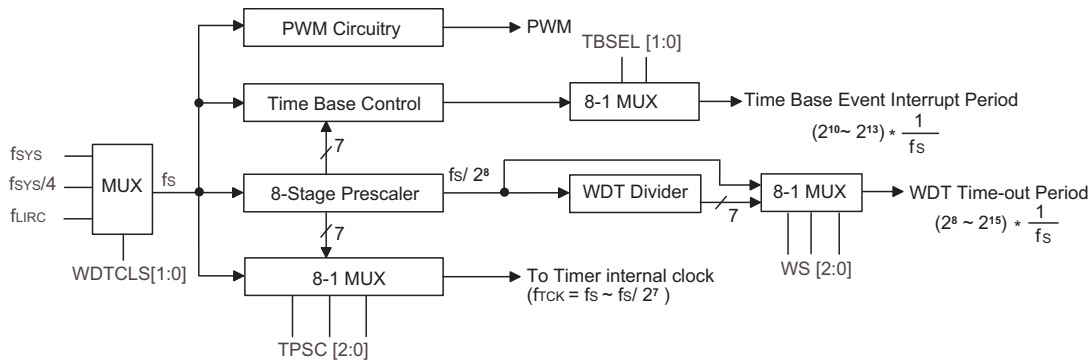 PWM Circuitry
PWM
TBSEL [1:0]
Time Base Control
8-1 MUX
Time Base Event Interrupt Period
(2¹⁰~ 2¹³) * 1/fS
7
fSYS
fSYS/4
fLIRC
MUX
fS
8-Stage Prescaler
fS/ 2⁸
WDT Divider
7
8-1 MUX
WDT Time-out Period
(2⁸ ~ 2¹⁵) * 1/fS
7
WDTCLS[1:0]
8-1 MUX
To Timer internal clock
(fTCK = fS ~ fS/ 2⁷ )
WS [2:0]
TPSC [2:0]